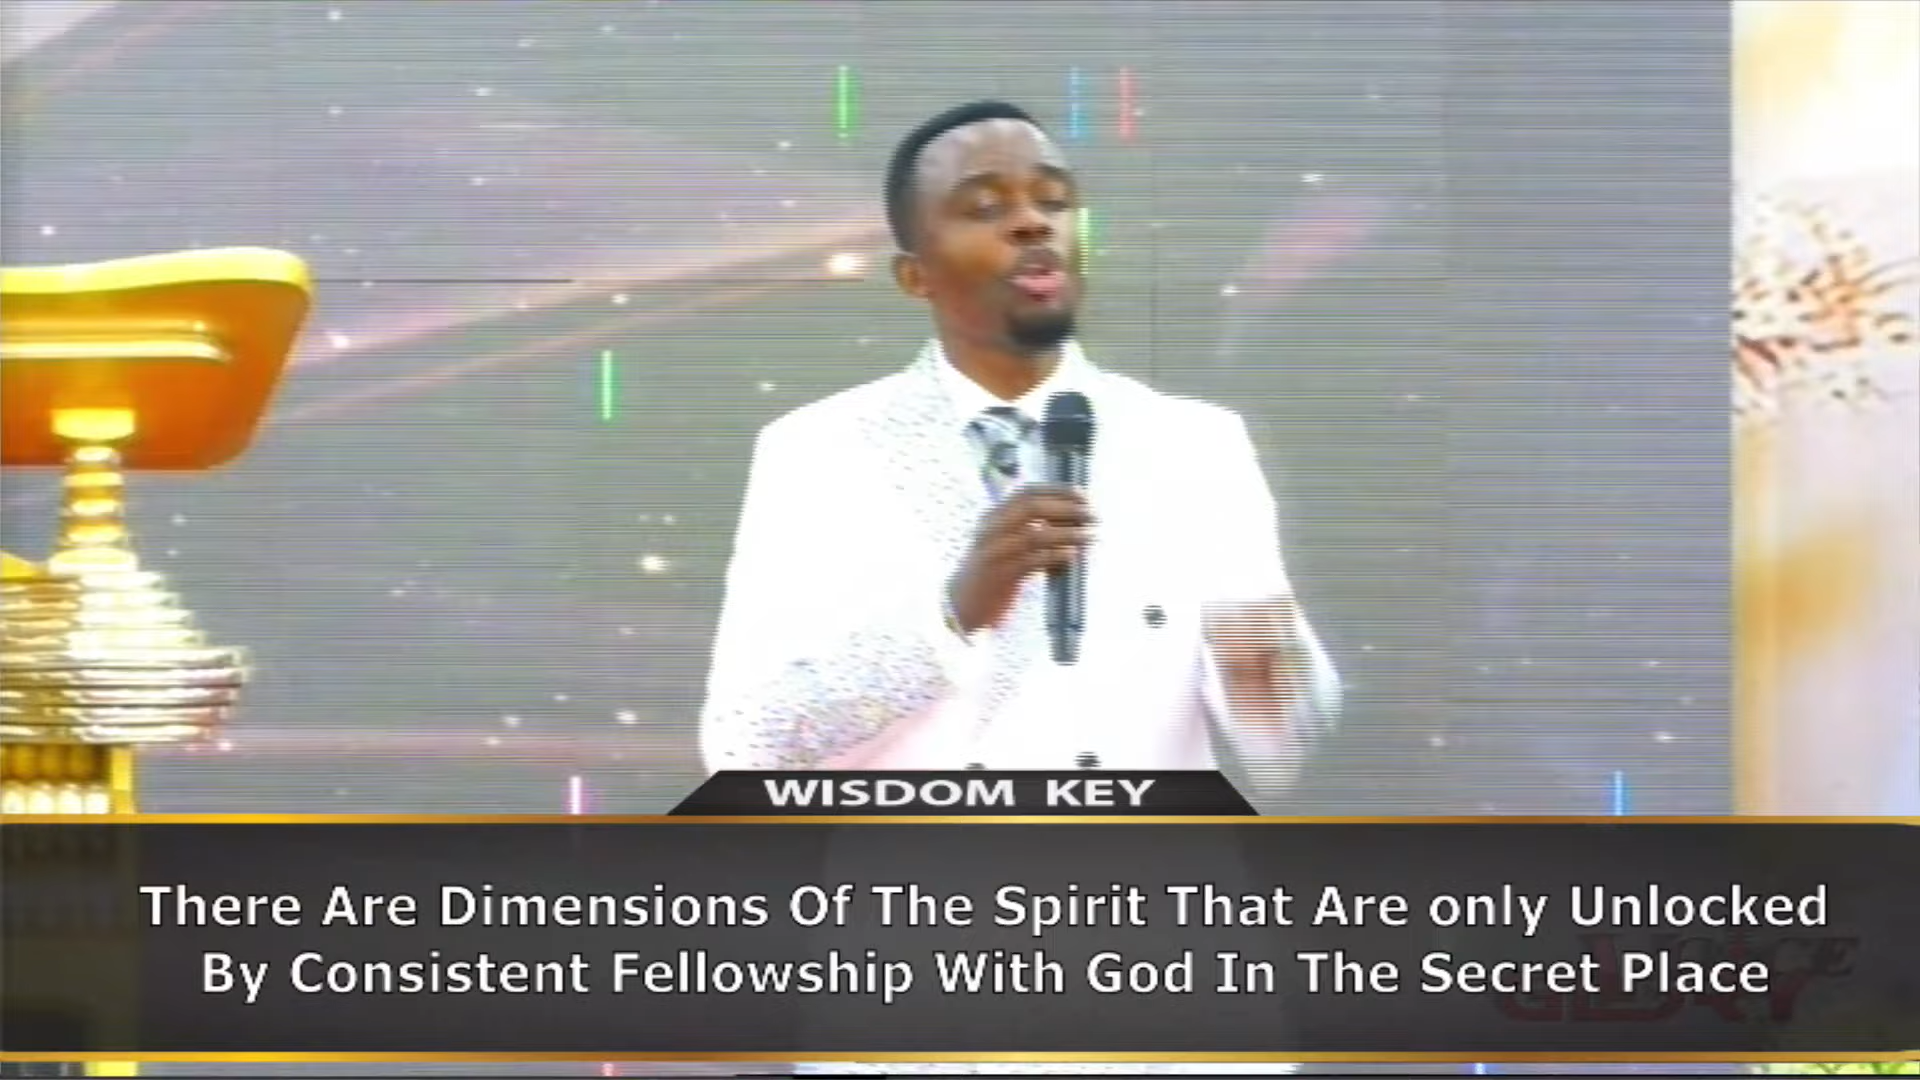 WISDOM KEY
There Are Dimensions Of The Spirit That Are only Unlocked
By Consistent Fellowship With God In The Secret Place